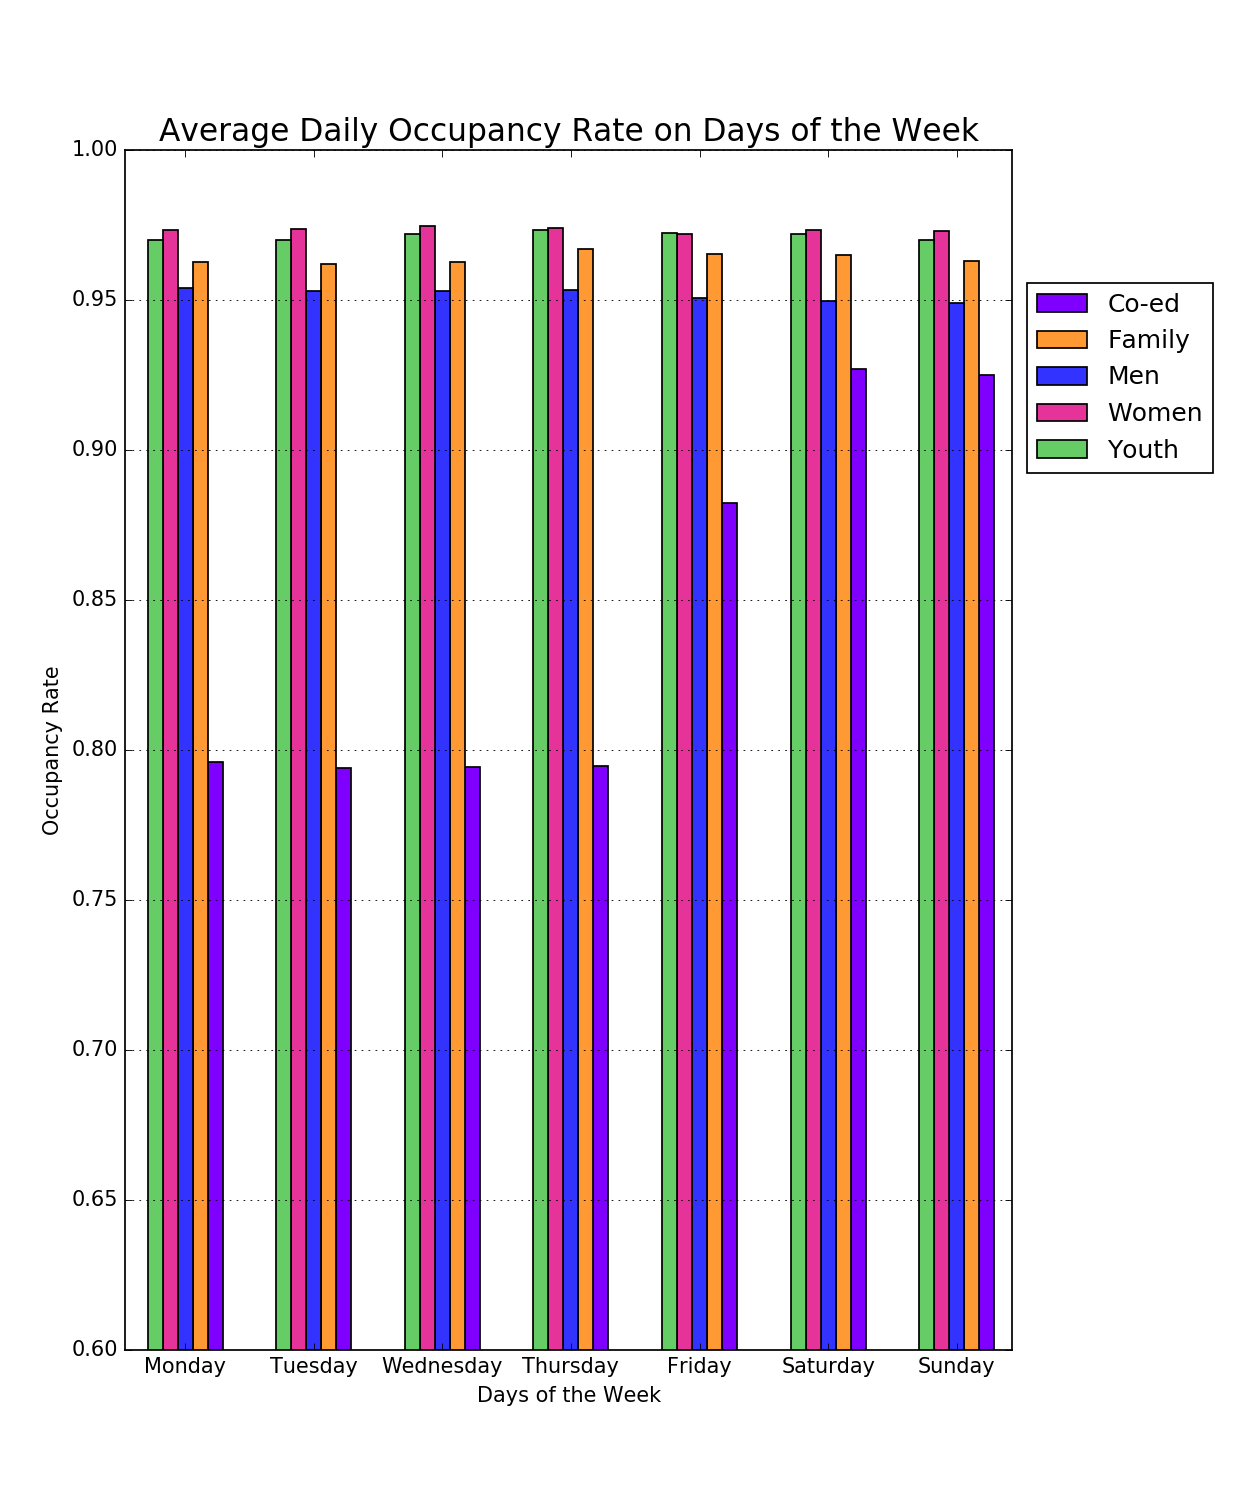 Average Daily Occupancy Rate on Days of the Week
1.00
0.95
0.90
0.85
0.80
0.75
0.70
0.65
0.60
Occupancy Rate
Monday Tuesday Wednesday Thursday Friday Saturday Sunday
Days of the Week
Co-ed
Family
Men
Women
Youth